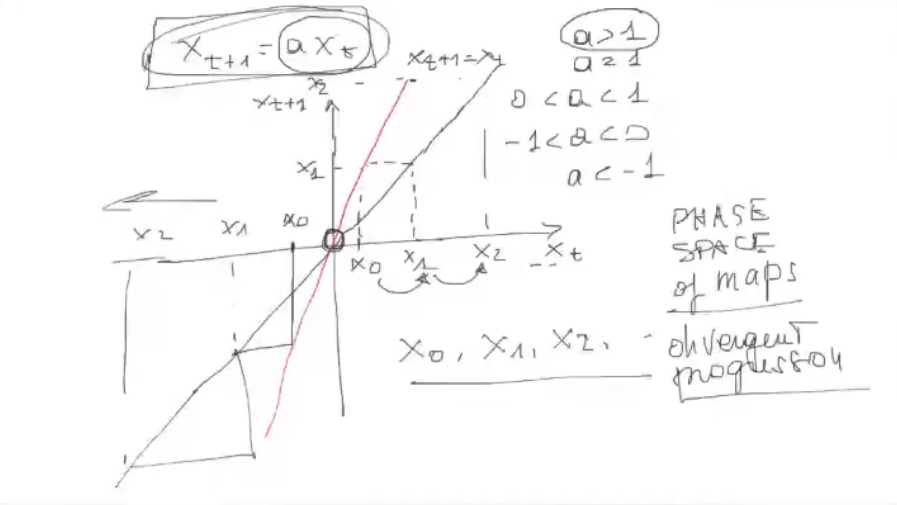 x_{t+1} = a x_t
a > 1
a = 1
0 < a < 1
-1 < a < 0
a < -1
x_{t+1} = x_t
x_2
x_{t+1}
x_1
x_2 x_1 x_0
x_0 x_1 x_2 x_t
PHASE
SPACE
of maps
x_0, x_1, x_2, -
divergent
progression